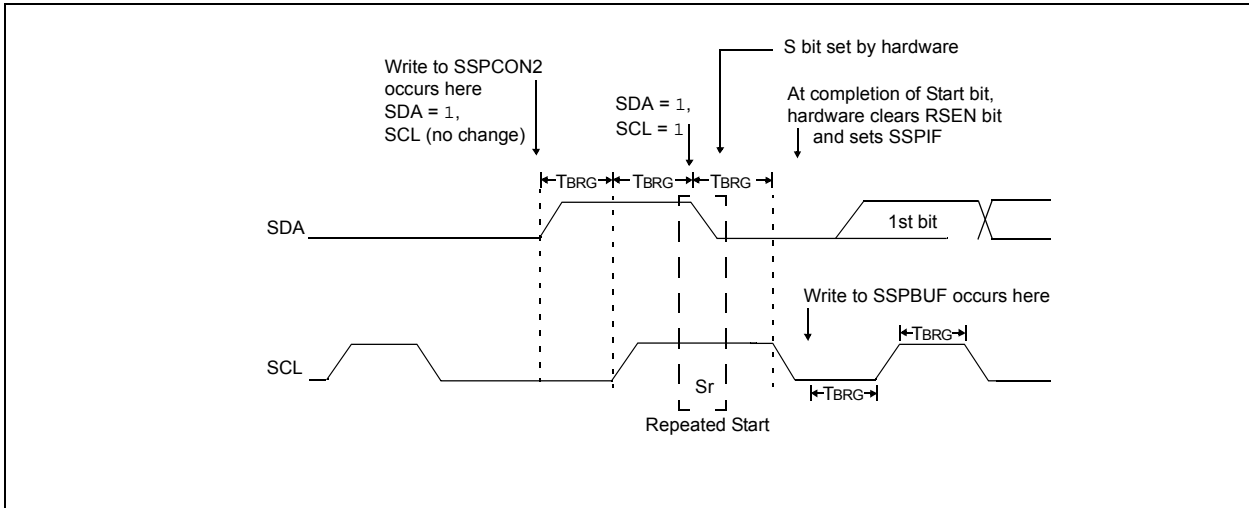 S bit set by hardware
Write to SSPCON2
occurs here
SDA = 1,
SCL (no change)
SDA = 1,
SCL = 1
At completion of Start bit,
hardware clears RSEN bit
and sets SSPIF
TBRG
TBRG
TBRG
SDA
1st bit
Write to SSPBUF occurs here
TBRG
SCL
Sr
TBRG
Repeated Start